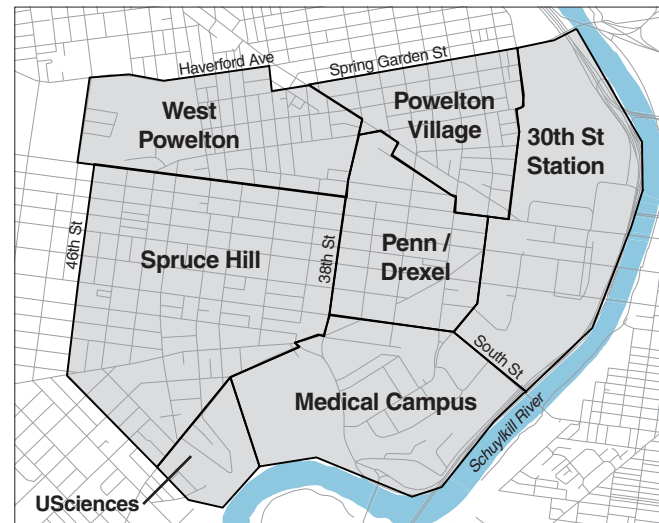 Haverford Ave
Spring Garden St
West
Powelton
Powelton
Village
30th St
Station
46th St
Spruce Hill
38th St
Penn /
Drexel
South St
Medical Campus
Schuylkill River
USciences